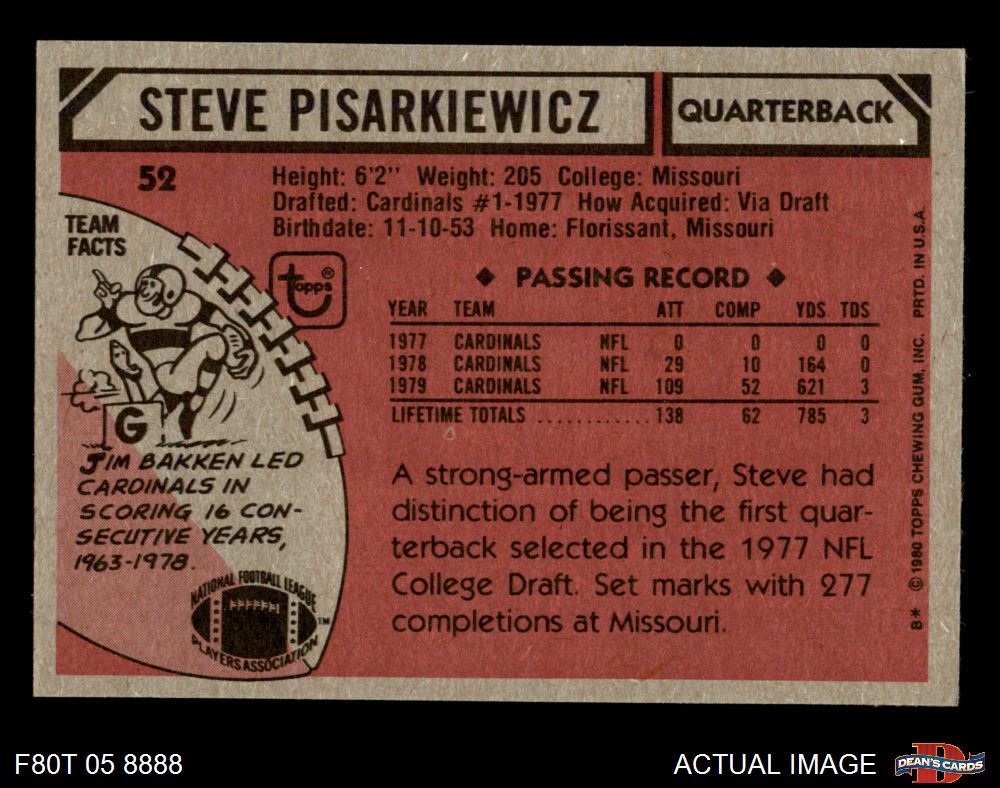 STEVE PISARKIEWICZ
QUARTERBACK
52
Height: 6'2" Weight: 205 College: Missouri
Drafted: Cardinals #1-1977 How Acquired: Via Draft
Birthdate: 11-10-53 Home: Florissant, Missouri
TEAM
FACTS
topps®
◆ PASSING RECORD ◆
YEAR TEAM ATT COMP YDS TDS
1977 CARDINALS NFL 0 0 0 0
1978 CARDINALS NFL 29 10 164 0
1979 CARDINALS NFL 109 52 621 3
LIFETIME TOTALS ............ 138 62 785 3
G
JIM BAKKEN LED
CARDINALS IN
SCORING 16 CON-
SECUTIVE YEARS,
1963-1978.
NATIONAL FOOTBALL LEAGUE
PLAYERS ASSOCIATION
TM
A strong-armed passer, Steve had
distinction of being the first quar-
terback selected in the 1977 NFL
College Draft. Set marks with 277
completions at Missouri.
B* © 1980 TOPPS CHEWING GUM, INC. PRTD. IN U.S.A.
F80T 05 8888
ACTUAL IMAGE
D
DEAN'S CARDS